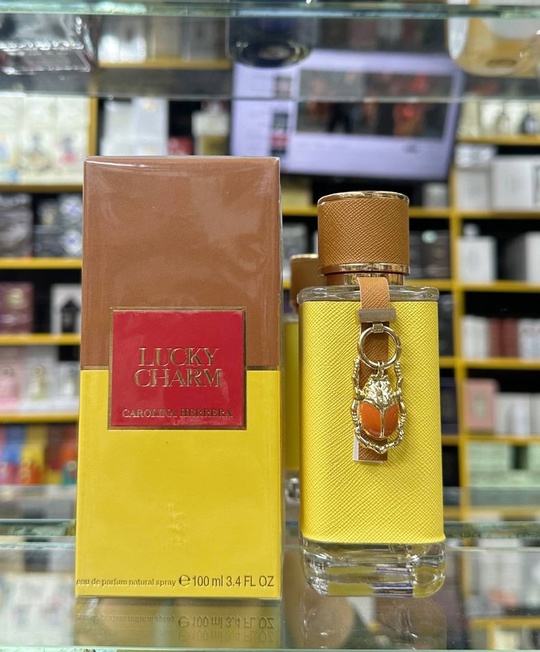 LUCKY
CHARM
CAROLINA HERRERA
eau de parfum natural spray ℮100 ml 3.4 FL OZ